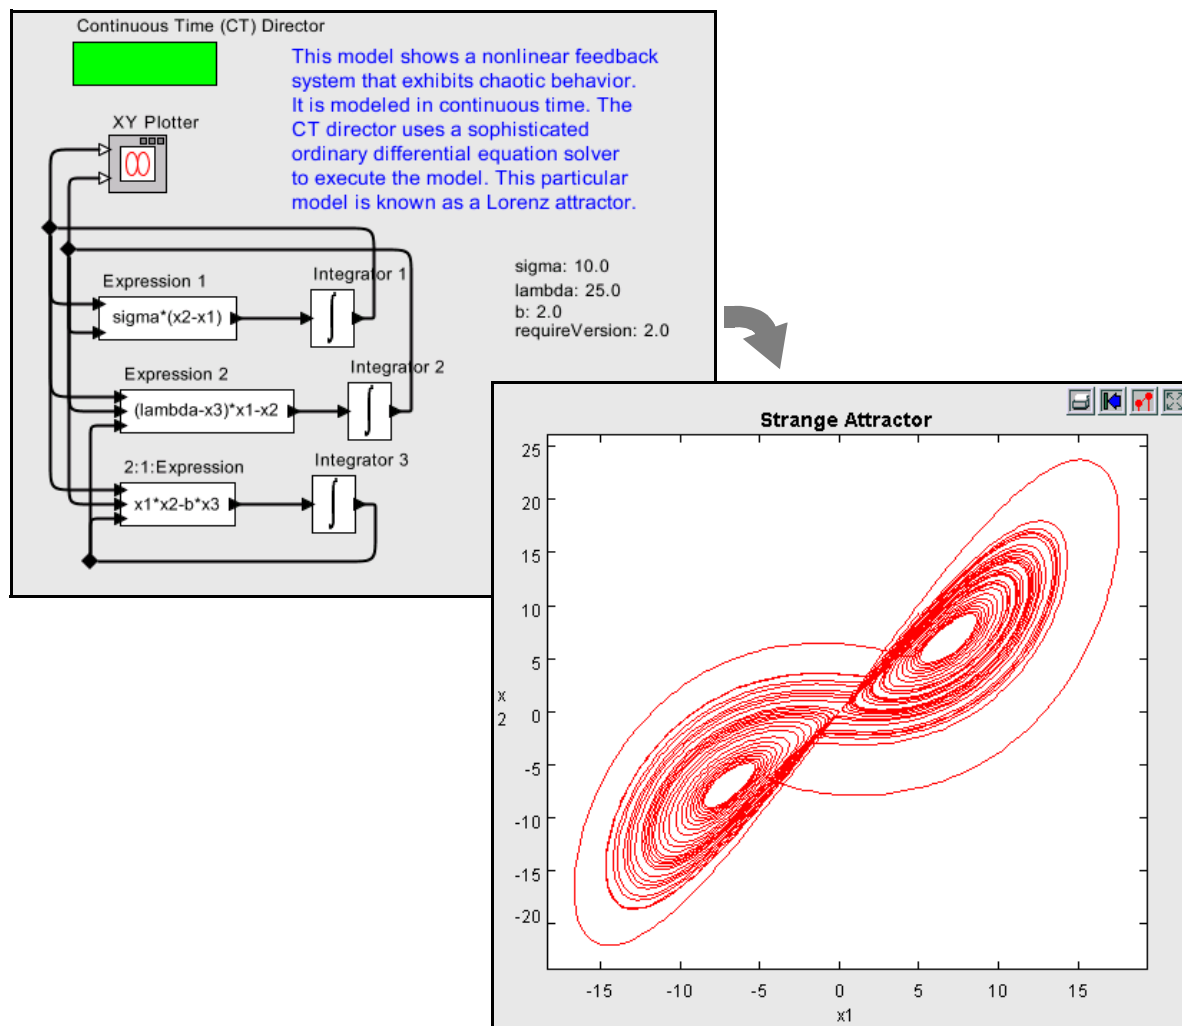 Continuous Time (CT) Director
This model shows a nonlinear feedback
system that exhibits chaotic behavior.
It is modeled in continuous time. The
CT director uses a sophisticated
ordinary differential equation solver
to execute the model. This particular
model is known as a Lorenz attractor.
XY Plotter
Expression 1
sigma*(x2-x1)
Integrator 1
∫
sigma: 10.0
lambda: 25.0
b: 2.0
requireVersion: 2.0
Expression 2
(lambda-x3)*x1-x2
Integrator 2
∫
2:1:Expression
x1*x2-b*x3
Integrator 3
∫
Strange Attractor
25
20
15
10
5
0
-5
-10
-15
-20
x
2
-15 -10 -5 0 5 10 15
x1